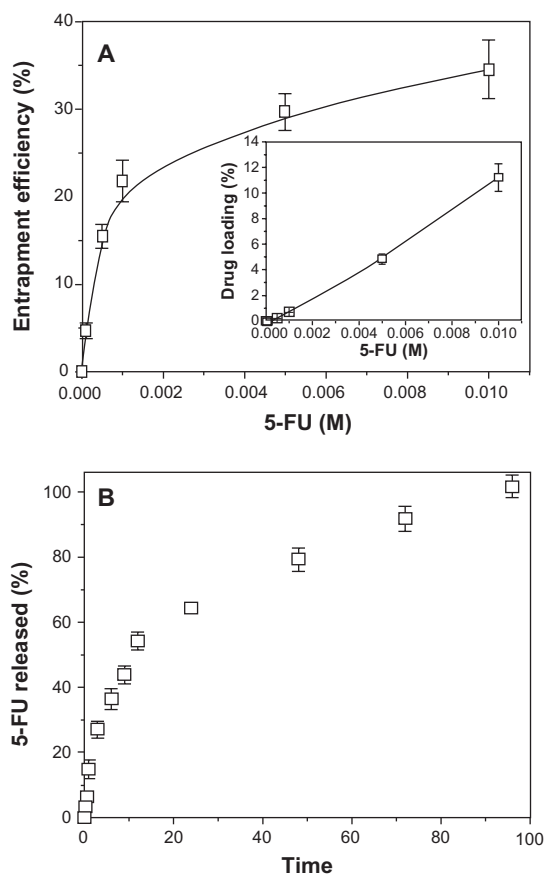 A
Entrapment efficiency (%)
40
30
20
10
0
0.000 0.002 0.004 0.006 0.008 0.010
5-FU (M)
Drug loading (%)
14
12
10
8
6
4
2
0
0.000 0.002 0.004 0.006 0.008 0.010
5-FU (M)
B
5-FU released (%)
100
80
60
40
20
0
0 20 40 60 80 100
Time